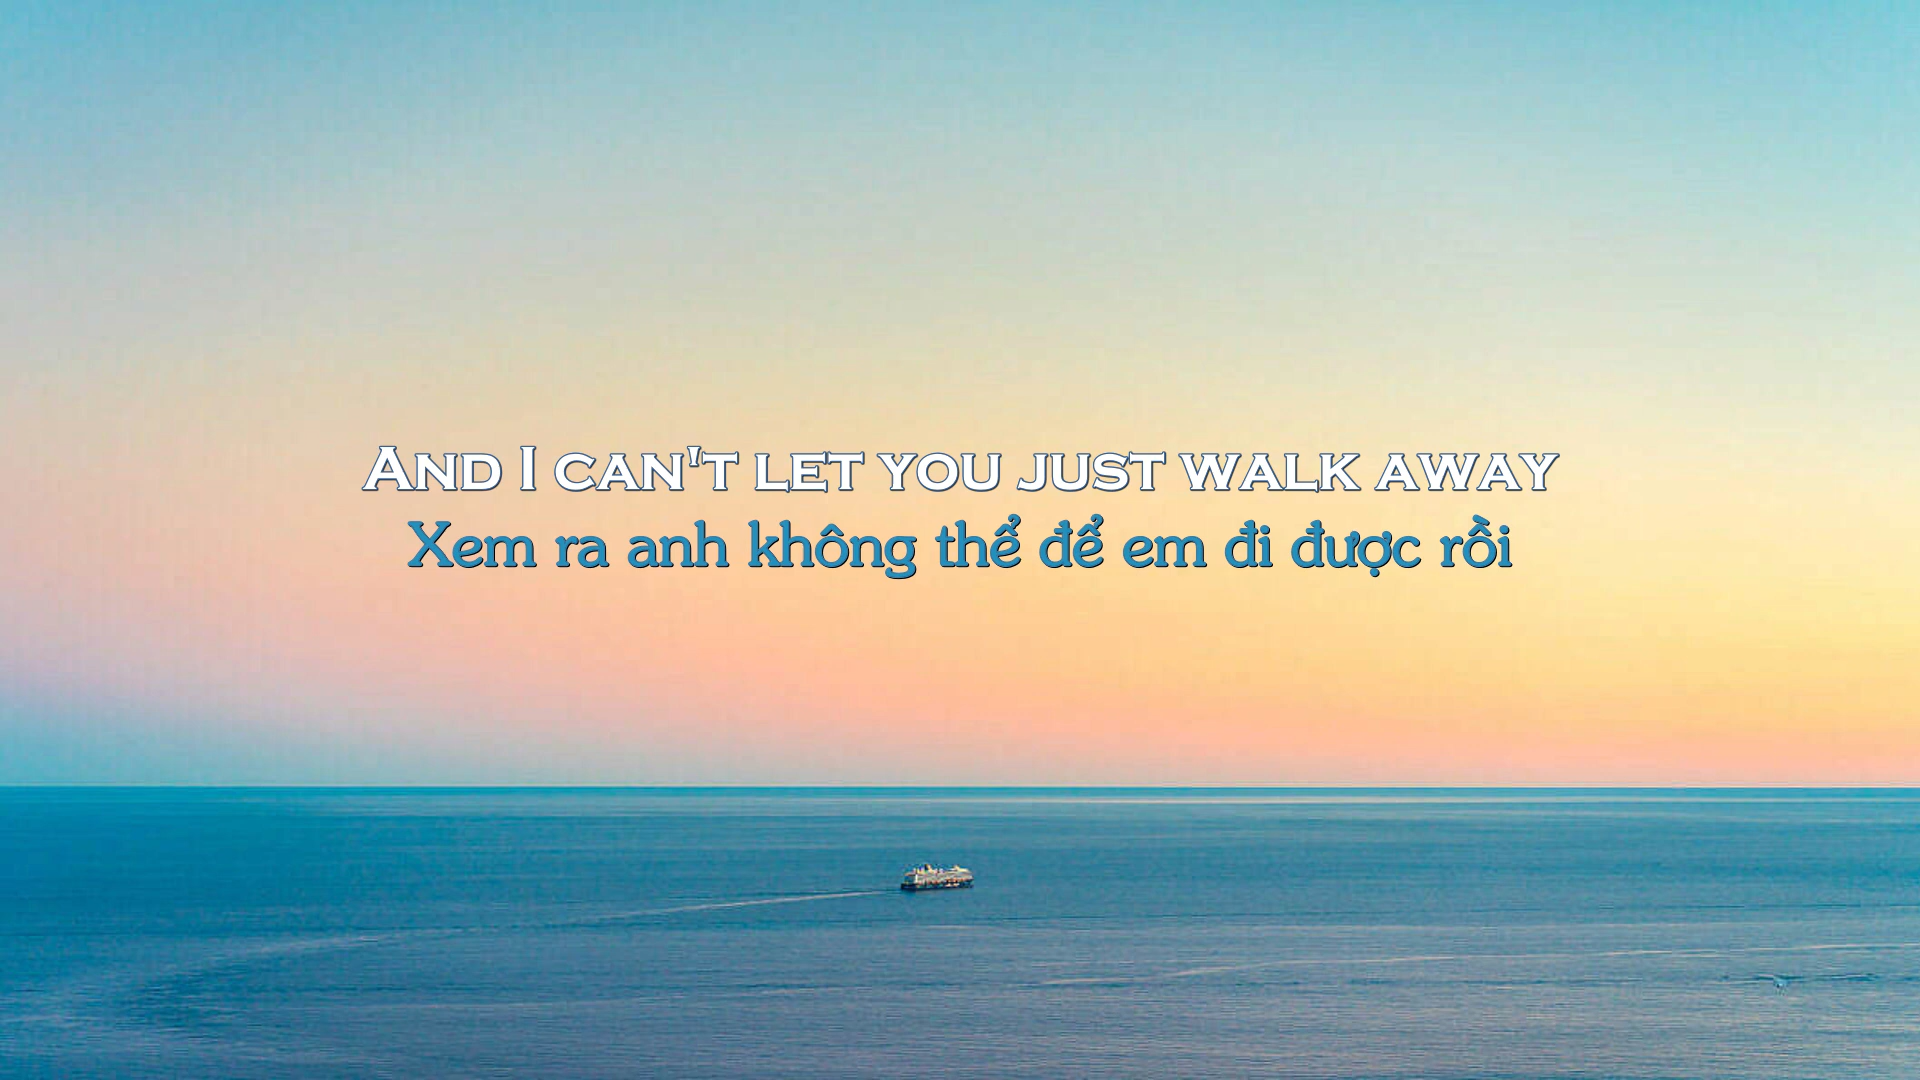 And I can't let you just walk away
Xem ra anh không thể để em đi được rồi